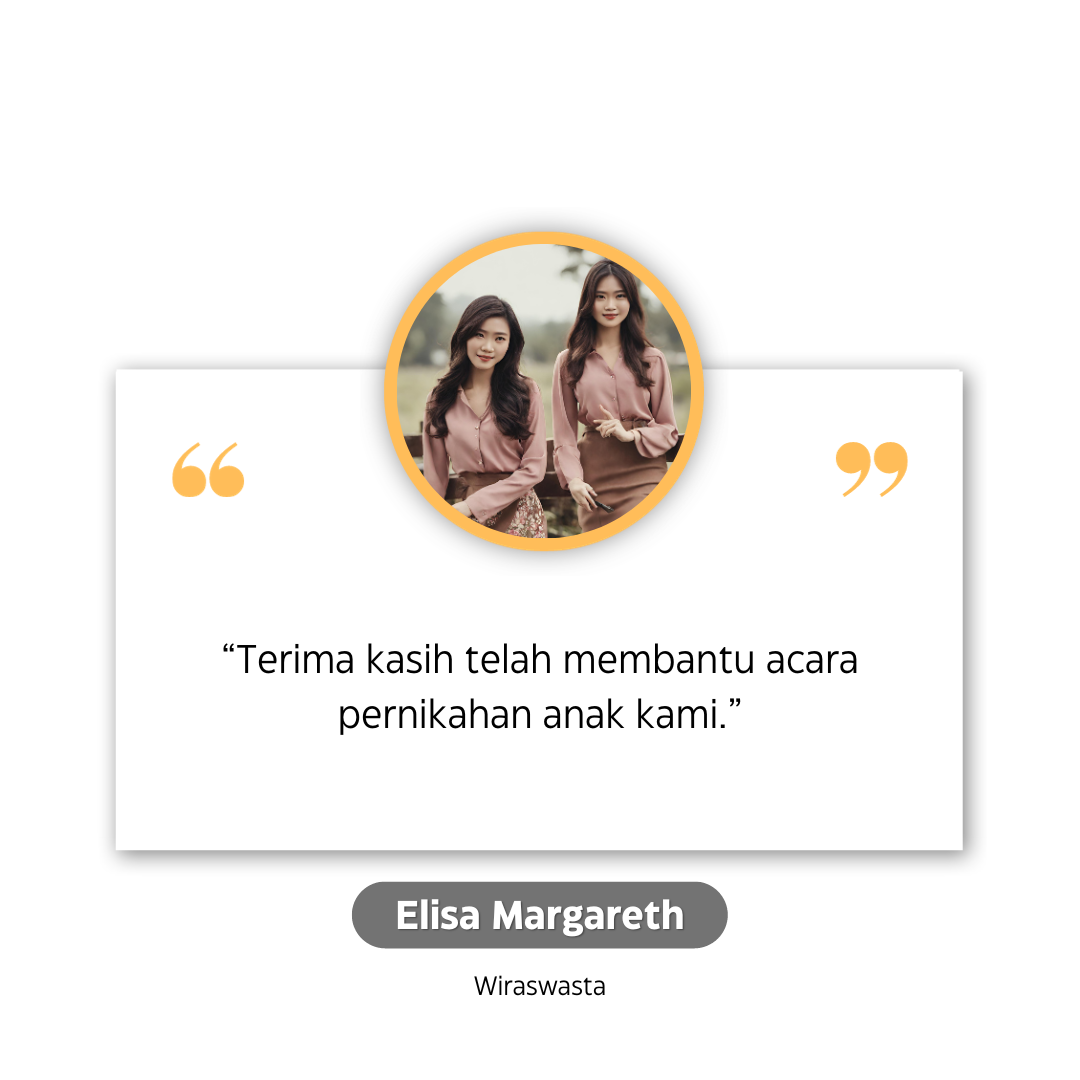 “Terima kasih telah membantu acara
pernikahan anak kami.”
Elisa Margareth
Wiraswasta